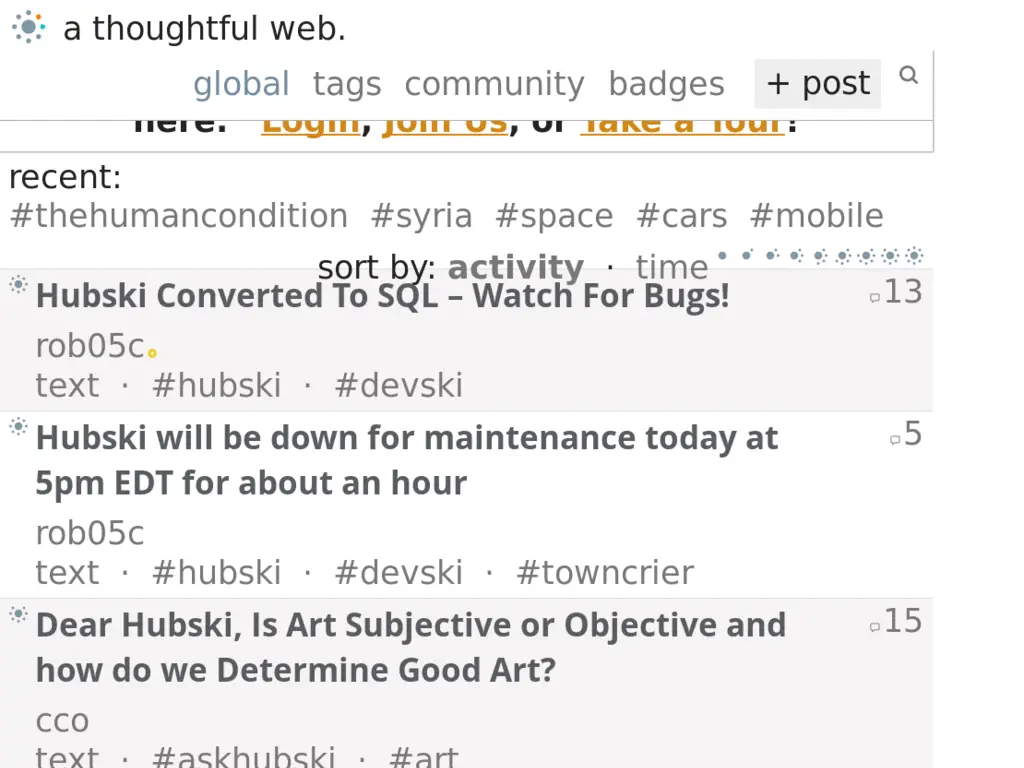 a thoughtful web.
global tags community badges + post
here. Login, Join Us, or Take a Tour!
recent:
#thehumancondition #syria #space #cars #mobile
sort by: activity · time
Hubski Converted To SQL – Watch For Bugs! 13
rob05c
text · #hubski · #devski
Hubski will be down for maintenance today at 5
5pm EDT for about an hour
rob05c
text · #hubski · #devski · #towncrier
Dear Hubski, Is Art Subjective or Objective and 15
how do we Determine Good Art?
cco
text · #askhubski · #art